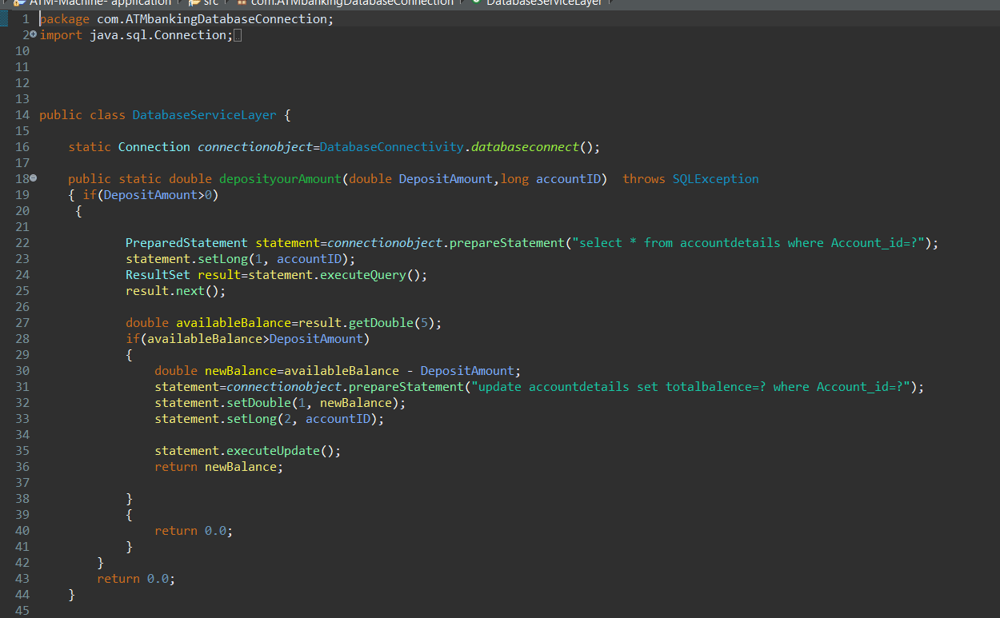 ATM-Machine- application src com.ATMbankingDatabaseConnection DatabaseServiceLayer
1 package com.ATMbankingDatabaseConnection;
2 import java.sql.Connection;
10
11
12
13
14 public class DatabaseServiceLayer {
15
16 static Connection connectionobject=DatabaseConnectivity.databaseconnect();
17
18 public static double deposityourAmount(double DepositAmount,long accountID)  throws SQLException
19 { if(DepositAmount>0)
20 {
21
22 PreparedStatement statement=connectionobject.prepareStatement("select * from accountdetails where Account_id=?");
23 statement.setLong(1, accountID);
24 ResultSet result=statement.executeQuery();
25 result.next();
26
27 double availableBalance=result.getDouble(5);
28 if(availableBalance>DepositAmount)
29 {
30 double newBalance=availableBalance - DepositAmount;
31 statement=connectionobject.prepareStatement("update accountdetails set totalbalence=? where Account_id=?");
32 statement.setDouble(1, newBalance);
33 statement.setLong(2, accountID);
34
35 statement.executeUpdate();
36 return newBalance;
37
38 }
39 {
40 return 0.0;
41 }
42 }
43 return 0.0;
44 }
45